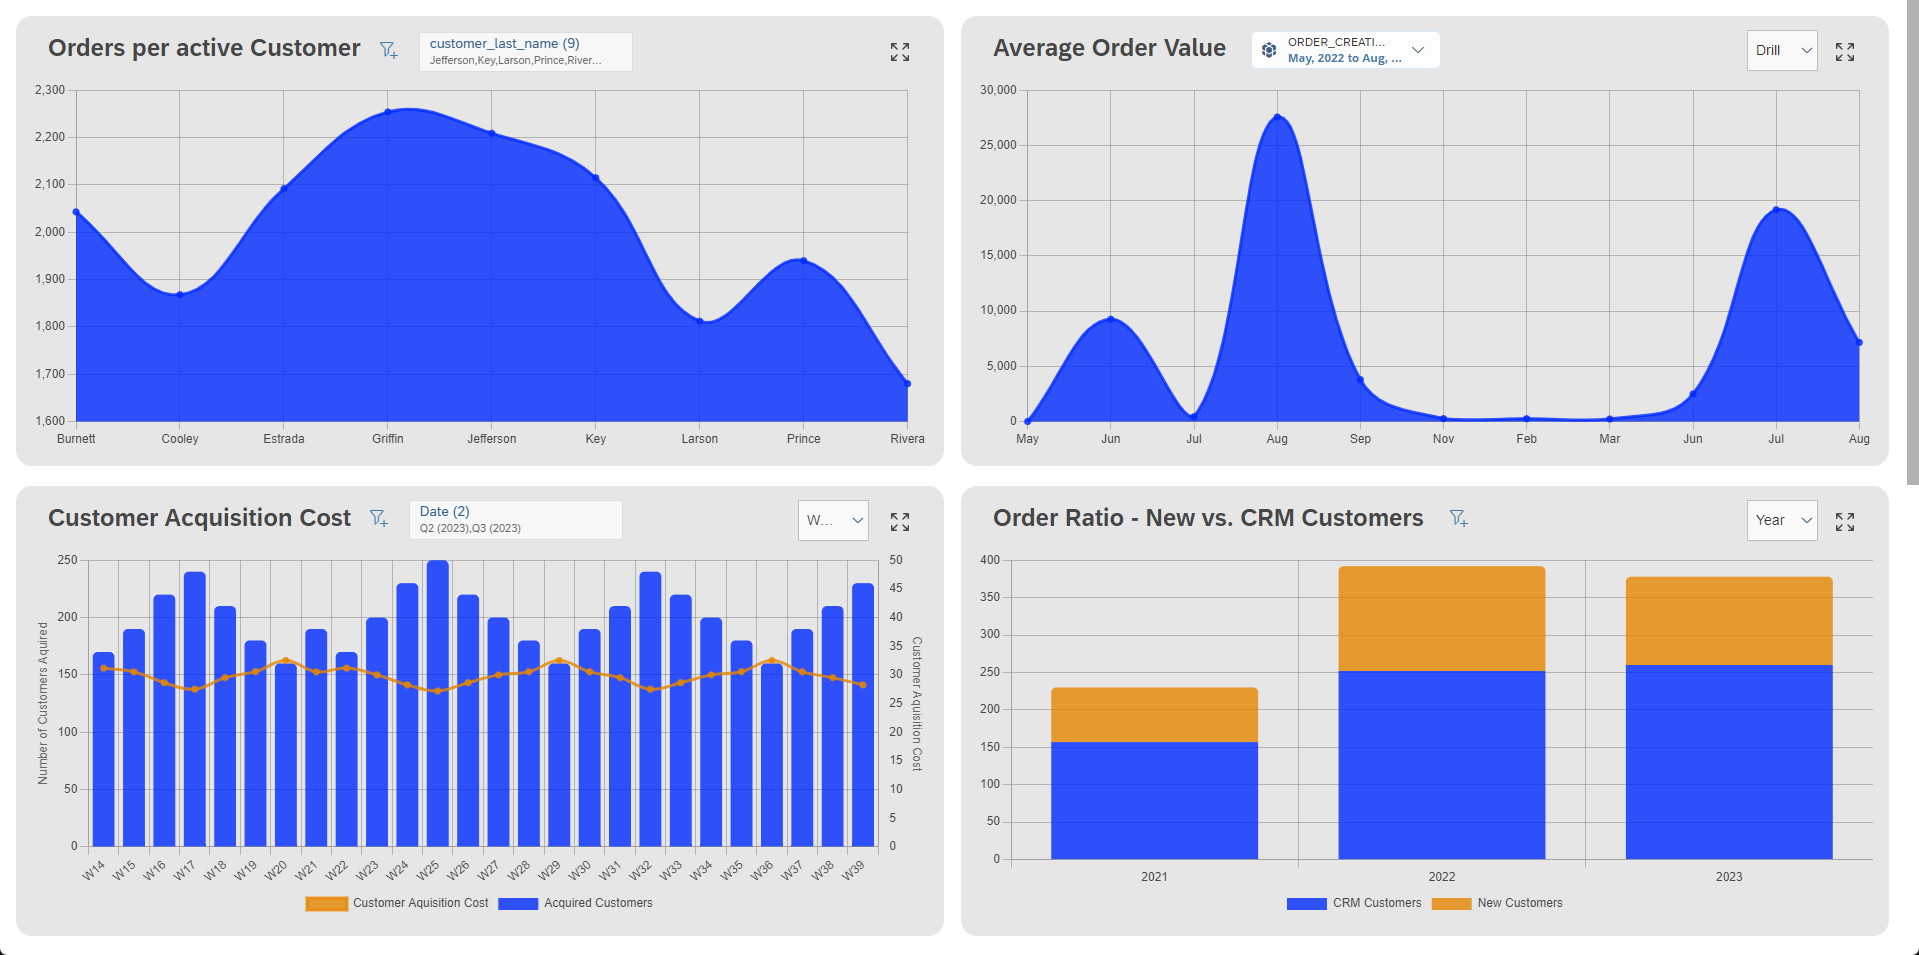 Orders per active Customer
customer_last_name (9)
Jefferson,Key,Larson,Prince,River...
2,300
2,200
2,100
2,000
1,900
1,800
1,700
1,600
Burnett Cooley Estrada Griffin Jefferson Key Larson Prince Rivera
Average Order Value
ORDER_CREATI...
May, 2022 to Aug, ...
Drill
30,000
25,000
20,000
15,000
10,000
5,000
0
May Jun Jul Aug Sep Nov Feb Mar Jun Jul Aug
Customer Acquisition Cost
Date (2)
Q2 (2023),Q3 (2023)
W...
Number of Customers Aquired
250
200
150
100
50
0
50
45
40
35
30
25
20
15
10
5
0
Customer Aquisition Cost
W14 W15 W16 W17 W18 W19 W20 W21 W22 W23 W24 W25 W26 W27 W28 W29 W30 W31 W32 W33 W34 W35 W36 W37 W38 W39
Customer Aquisition Cost Acquired Customers
Order Ratio - New vs. CRM Customers
Year
400
350
300
250
200
150
100
50
0
2021 2022 2023
CRM Customers New Customers